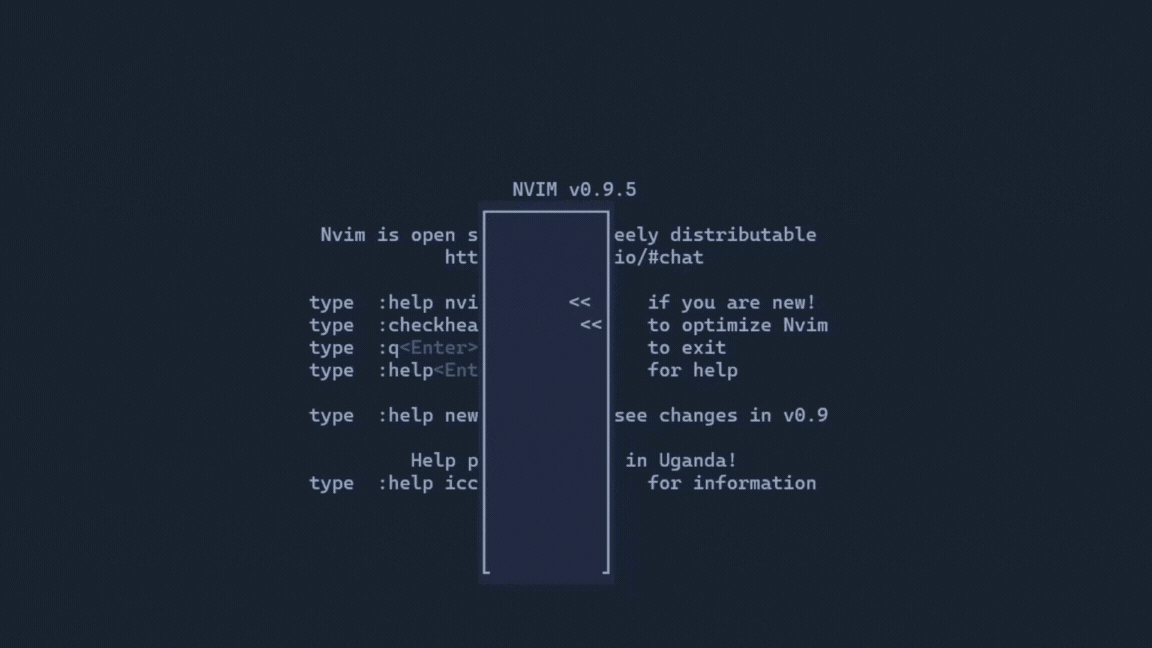 NVIM v0.9.5
Nvim is open s eely distributable
htt io/#chat
type :help nvi << if you are new!
type :checkhea << to optimize Nvim
type :q<Enter> to exit
type :help<Ent for help
type :help new see changes in v0.9
Help p in Uganda!
type :help icc for information